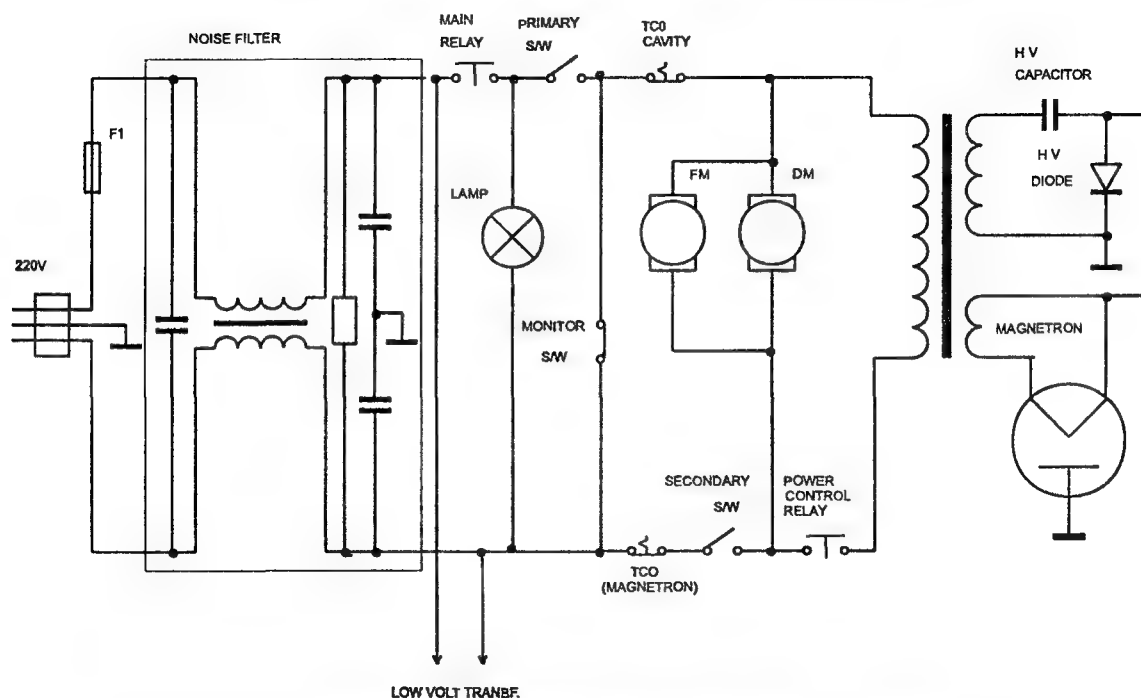 MAIN
RELAY
PRIMARY
S/W
TC0
CAVITY
NOISE FILTER
H V
CAPACITOR
F1
H V
DIODE
FM
DM
LAMP
220V
MONITOR
S/W
MAGNETRON
SECONDARY
S/W
POWER
CONTROL
RELAY
TCO
(MAGNETRON)
LOW VOLT TRANBF.